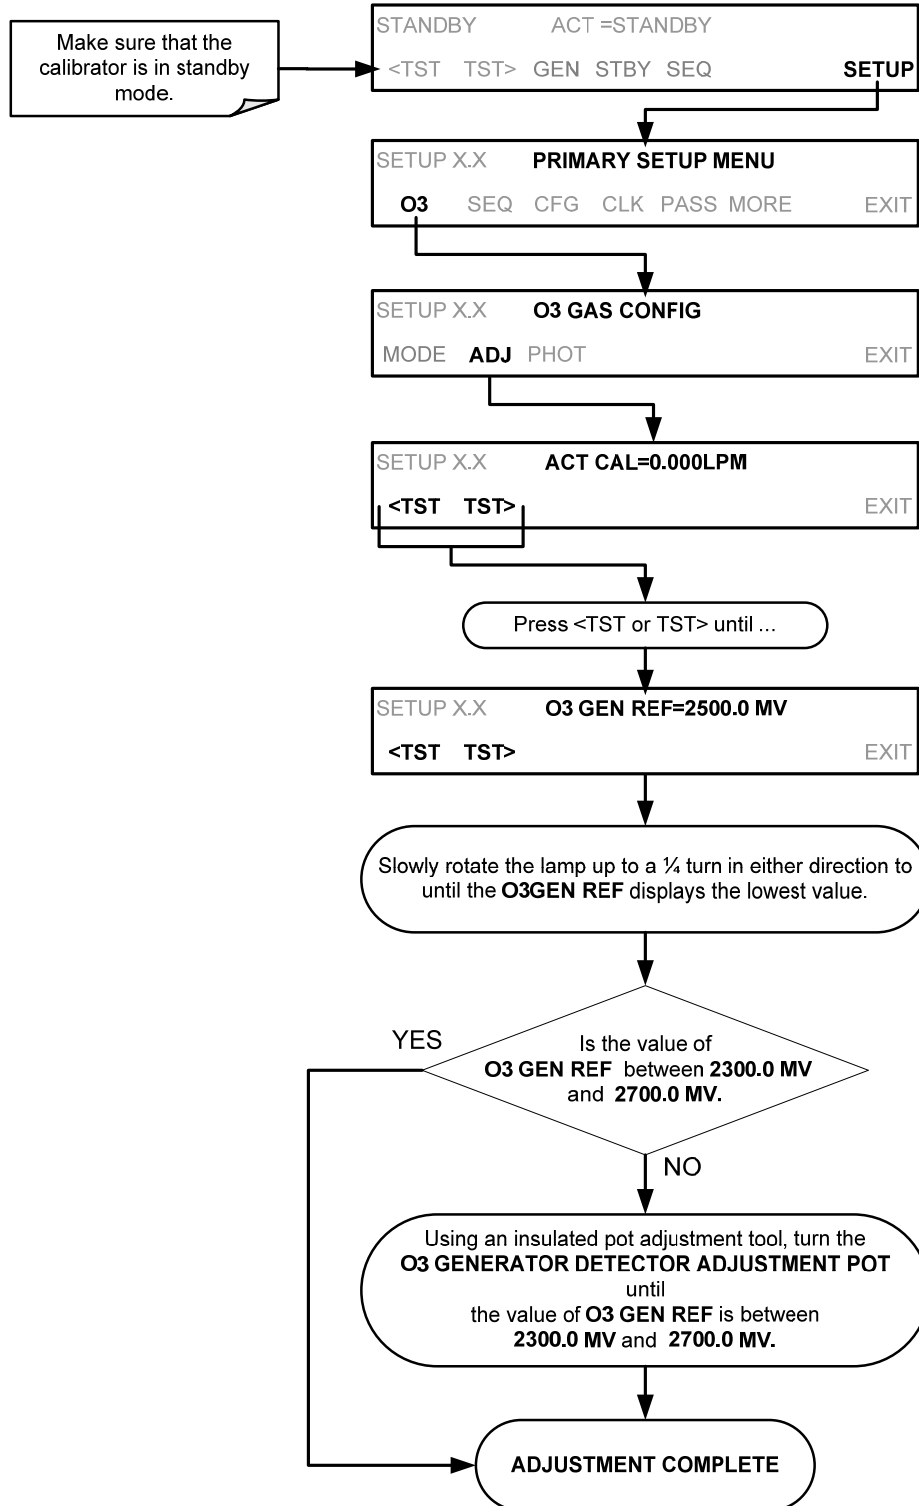 Make sure that the
calibrator is in standby
mode.
STANDBY ACT =STANDBY
<TST TST> GEN STBY SEQ SETUP
SETUP X.X PRIMARY SETUP MENU
O3 SEQ CFG CLK PASS MORE EXIT
SETUP X.X O3 GAS CONFIG
MODE ADJ PHOT EXIT
SETUP X.X ACT CAL=0.000LPM
<TST TST> EXIT
Press <TST or TST> until ...
SETUP X.X O3 GEN REF=2500.0 MV
<TST TST> EXIT
Slowly rotate the lamp up to a ¼ turn in either direction to
until the O3GEN REF displays the lowest value.
YES
Is the value of
O3 GEN REF between 2300.0 MV
and 2700.0 MV.
NO
Using an insulated pot adjustment tool, turn the
O3 GENERATOR DETECTOR ADJUSTMENT POT
until
the value of O3 GEN REF is between
2300.0 MV and 2700.0 MV.
ADJUSTMENT COMPLETE